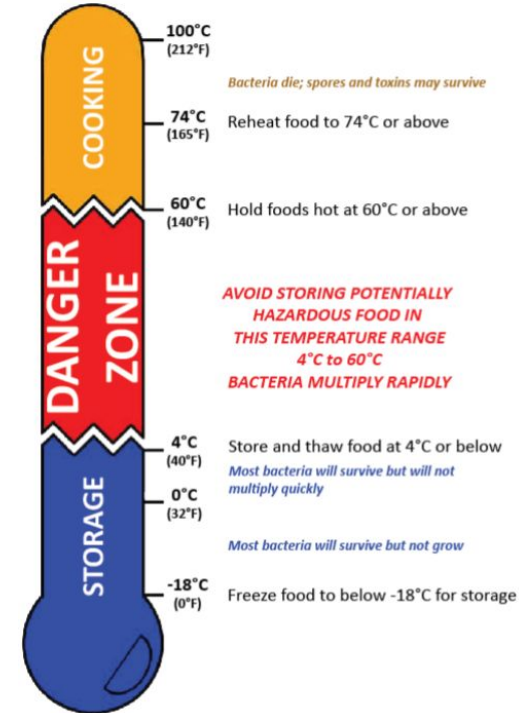 100°C
(212°F)
COOKING
Bacteria die; spores and toxins may survive
74°C
(165°F)
Reheat food to 74°C or above
60°C
(140°F)
Hold foods hot at 60°C or above
DANGER
ZONE
AVOID STORING POTENTIALLY
HAZARDOUS FOOD IN
THIS TEMPERATURE RANGE
4°C to 60°C
BACTERIA MULTIPLY RAPIDLY
4°C
(40°F)
Store and thaw food at 4°C or below
Most bacteria will survive but will not
multiply quickly
0°C
(32°F)
STORAGE
Most bacteria will survive but not grow
-18°C
(0°F)
Freeze food to below -18°C for storage